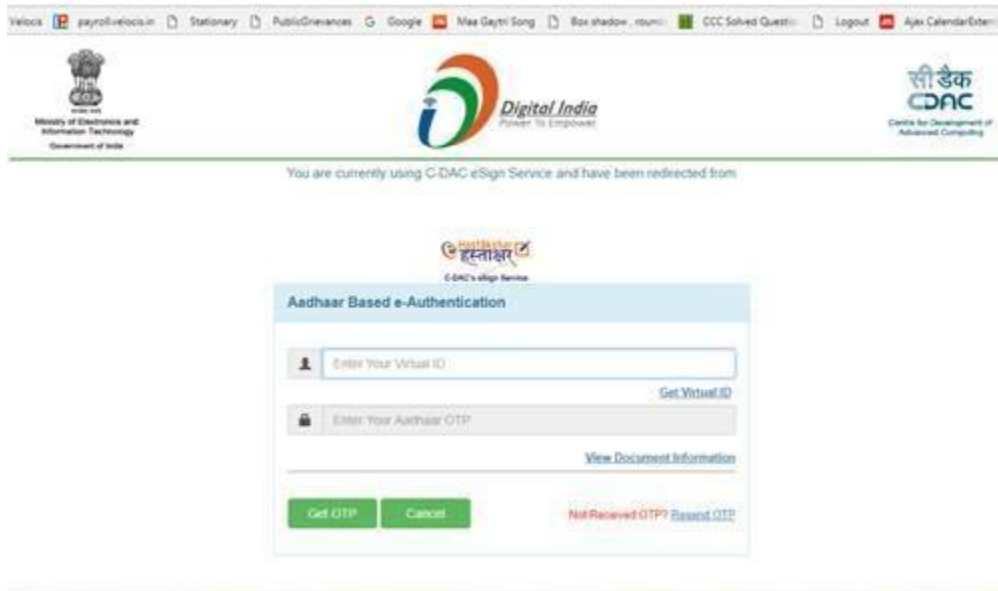 Velocis payroll.velocis.in Stationary PublicGrievances Google Maa Gaytri Song Box shadow , roun CCC Solved Questio Logout Ajax CalendarExten
Ministry of Electronics and
Information Technology
Government of India
Digital India
Power To Empower
सी डैक
CDAC
Centre for Development of
Advanced Computing
You are currently using C-DAC eSign Service and have been redirected from
e Hastakshar
हस्ताक्षर
C-DAC's eSign Service
Aadhaar Based e-Authentication
Enter Your Virtual ID
Get Virtual ID
Enter Your Aadhaar OTP
View Document Information
Get OTP Cancel Not Received OTP? Resend OTP